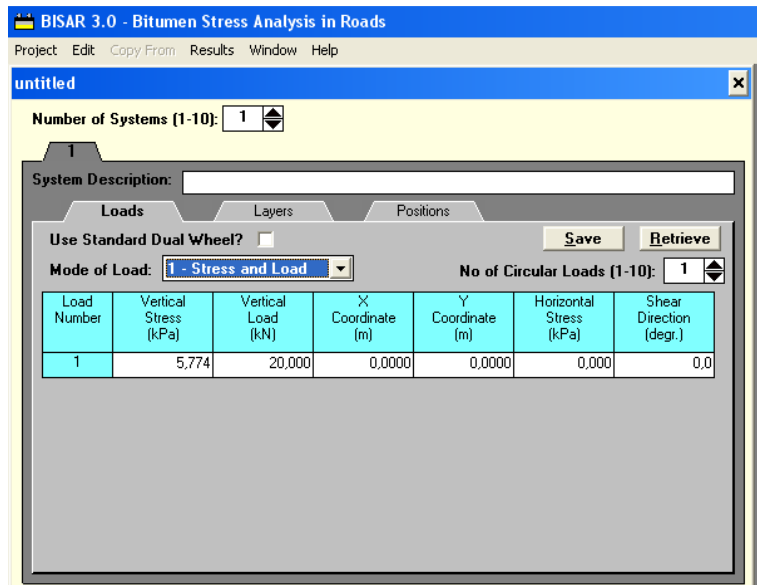 BISAR 3.0 - Bitumen Stress Analysis in Roads
Project Edit Copy From Results Window Help
untitled
Number of Systems (1-10): 1
1
System Description:
Loads Layers Positions
Use Standard Dual Wheel? Save Retrieve
Mode of Load: 1 - Stress and Load No of Circular Loads (1-10): 1
Load Vertical Vertical X Y Horizontal Shear
Number Stress Load Coordinate Coordinate Stress Direction
(kPa) (kN) (m) (m) (kPa) (degr.)
1 5,774 20,000 0,0000 0,0000 0,000 0,0